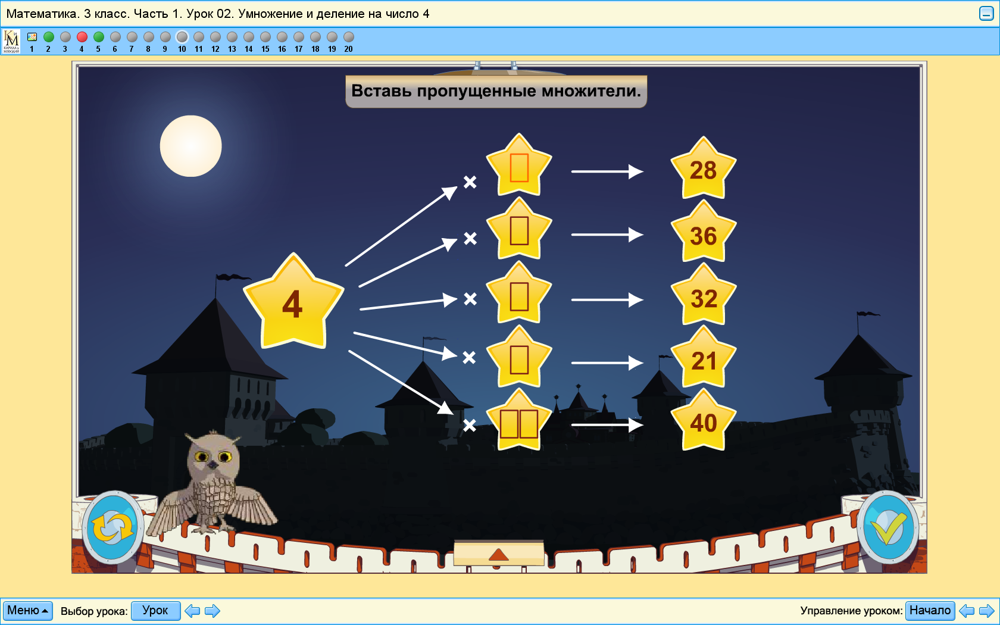 Математика. 3 класс. Часть 1. Урок 02. Умножение и деление на число 4
К и М
КИРИЛЛ и
МЕФОДИЙ
1 2 3 4 5 6 7 8 9 10 11 12 13 14 15 16 17 18 19 20
Вставь пропущенные множители.
× 28
× 36
4 × 32
× 21
× 40
Меню Выбор урока: Урок Управление уроком: Начало